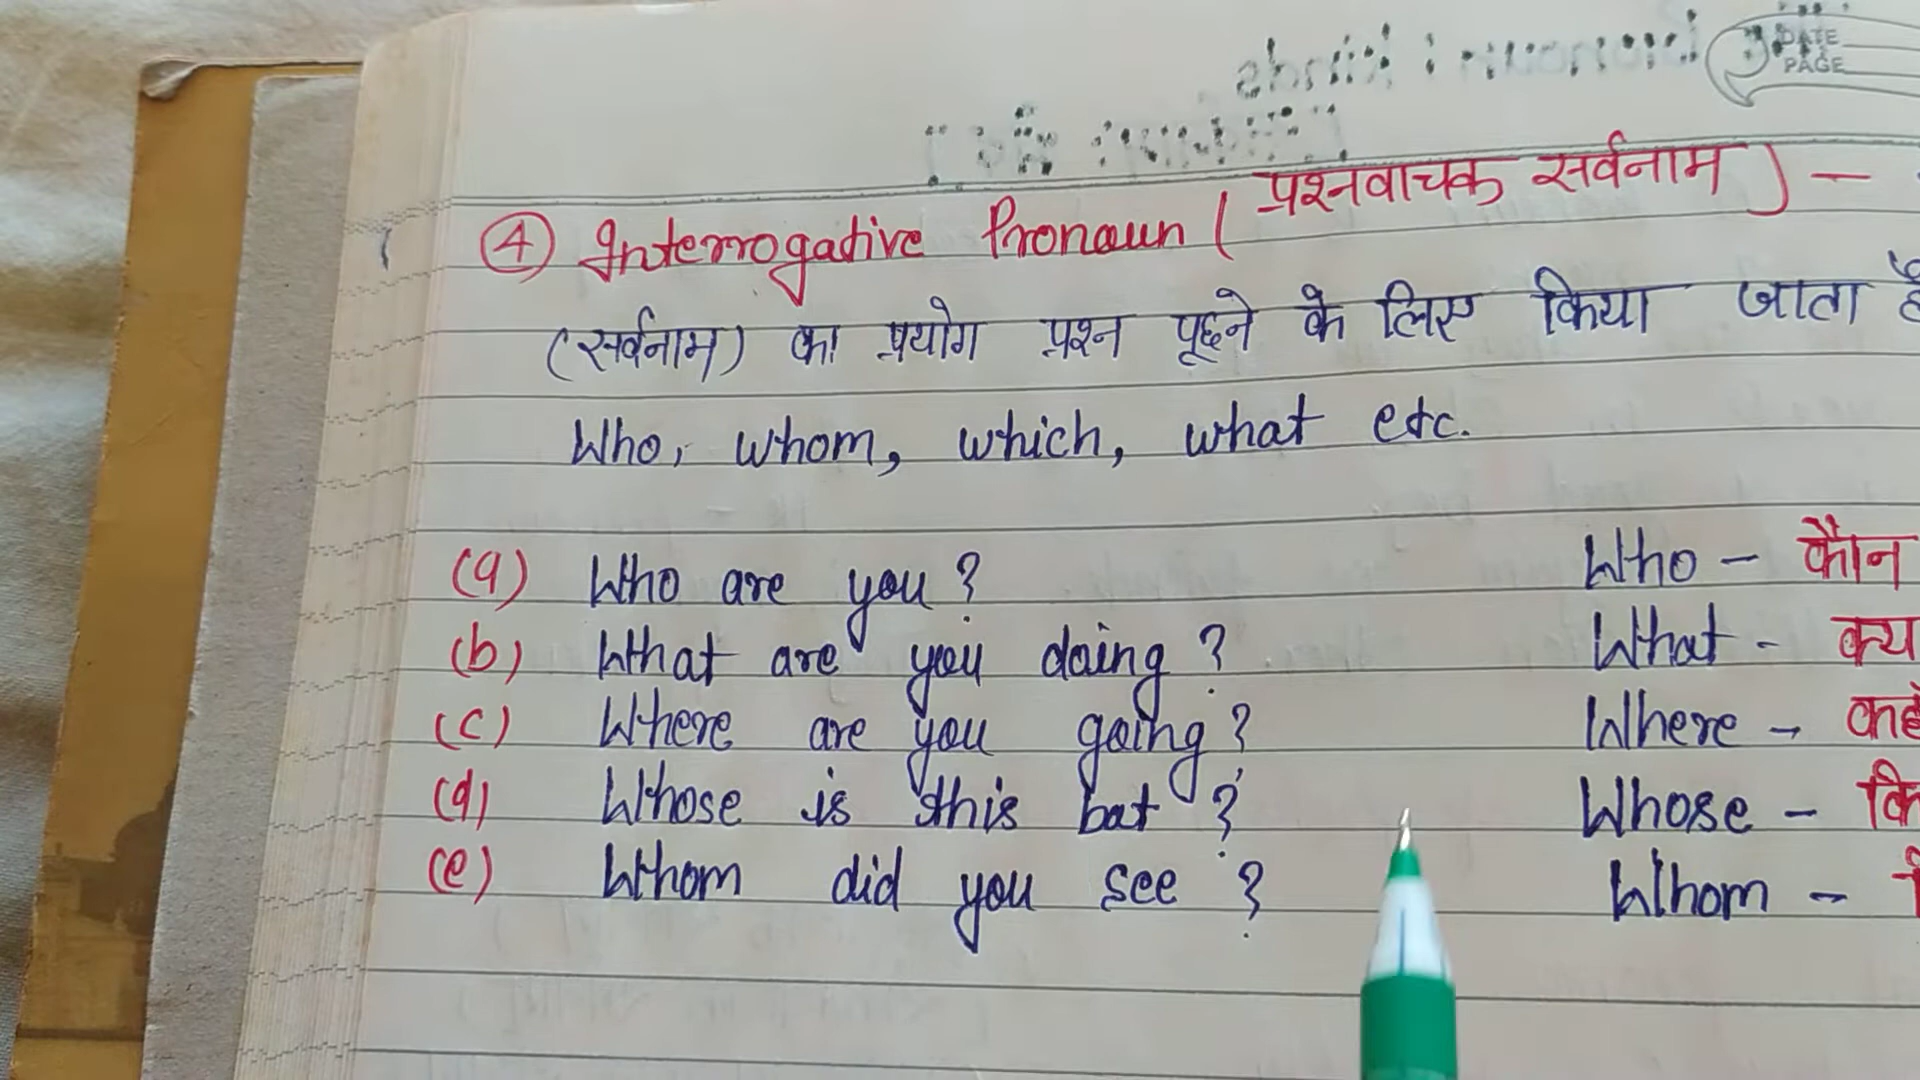 DATE
PAGE
④ Interrogative Pronoun ( प्रश्नवाचक सर्वनाम ) —
(सर्वनाम) का प्रयोग प्रश्न पूछने के लिए किया जाता है
Who, whom, which, what etc.
(a) Who are you ? Who – कौन
(b) What are you doing ? What - क्य
(c) Where are you going ? Where – कहाँ
(d) Whose is this bat ? Whose – कि
(e) Whom did you see ? Whom –